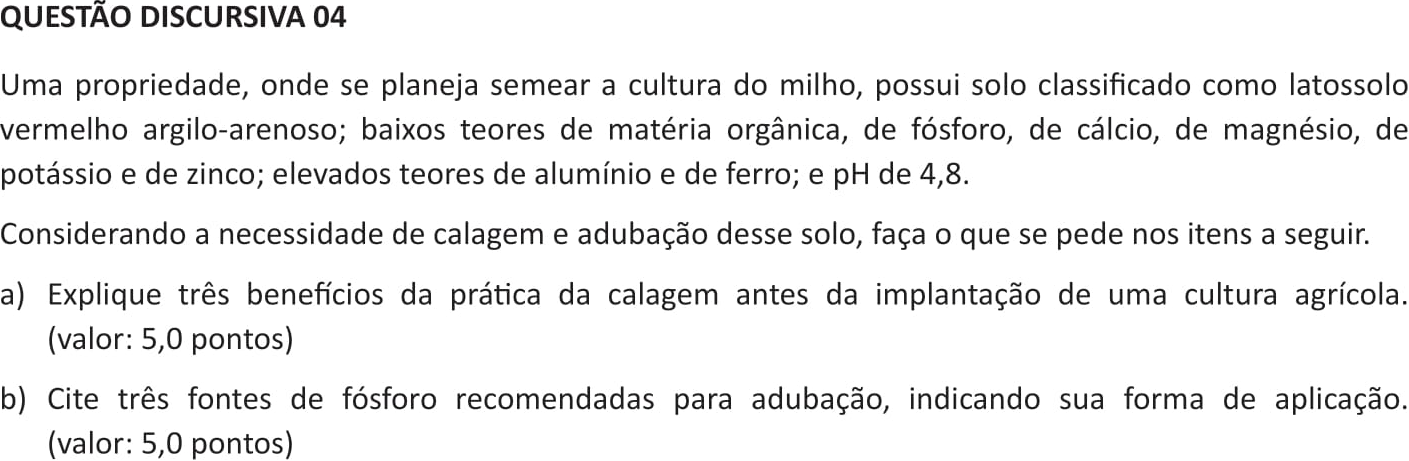 QUESTÃO DISCURSIVA 04
Uma propriedade, onde se planeja semear a cultura do milho, possui solo classificado como latossolo
vermelho argilo-arenoso; baixos teores de matéria orgânica, de fósforo, de cálcio, de magnésio, de
potássio e de zinco; elevados teores de alumínio e de ferro; e pH de 4,8.
Considerando a necessidade de calagem e adubação desse solo, faça o que se pede nos itens a seguir.
a) Explique três benefícios da prática da calagem antes da implantação de uma cultura agrícola.
(valor: 5,0 pontos)
b) Cite três fontes de fósforo recomendadas para adubação, indicando sua forma de aplicação.
(valor: 5,0 pontos)